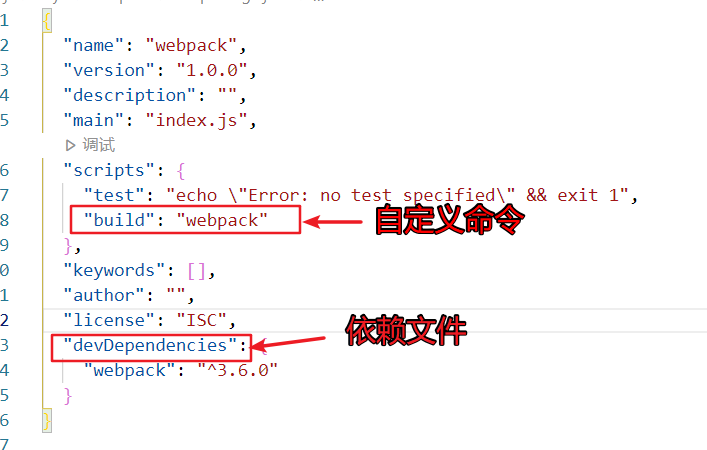 1 {
2 "name": "webpack",
3 "version": "1.0.0",
4 "description": "",
5 "main": "index.js",
调试
6 "scripts": {
7 "test": "echo \"Error: no test specified\" && exit 1",
8 "build": "webpack" 自定义命令
9 },
0 "keywords": [],
1 "author": "",
2 "license": "ISC",
3 "devDependencies": { 依赖文件
4 "webpack": "^3.6.0"
5 }
6 }
7